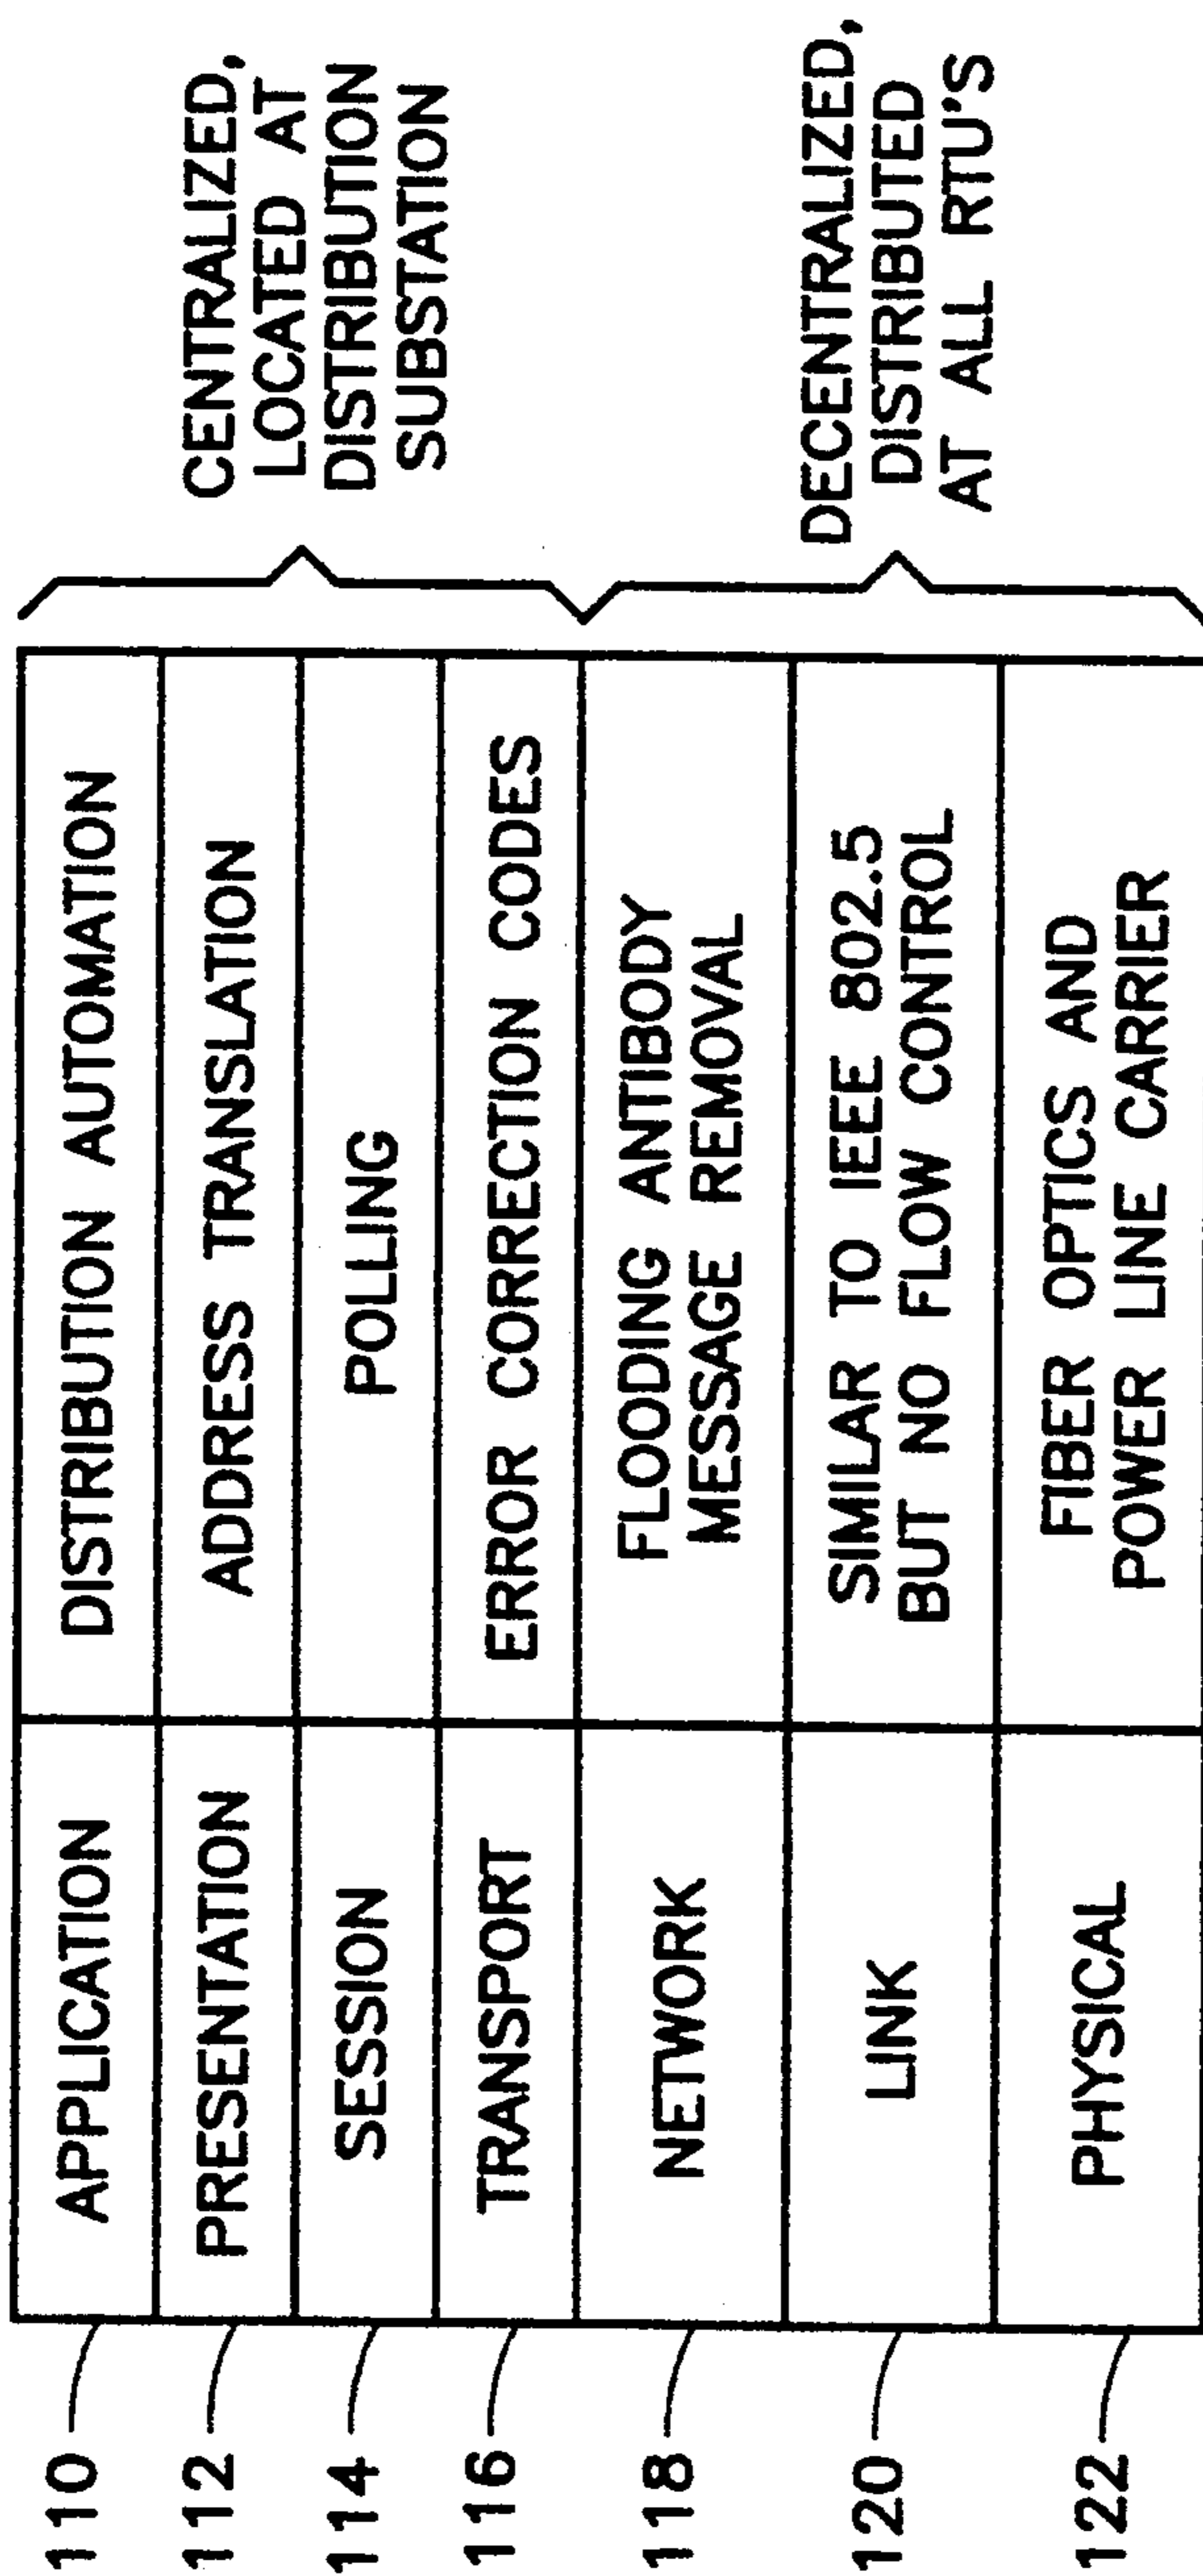 110
APPLICATION
DISTRIBUTION AUTOMATION
112
PRESENTATION
ADDRESS TRANSLATION
114
SESSION
POLLING
116
TRANSPORT
ERROR CORRECTION CODES
CENTRALIZED,
LOCATED AT
DISTRIBUTION
SUBSTATION
118
NETWORK
FLOODING ANTIBODY
MESSAGE REMOVAL
120
LINK
SIMILAR TO IEEE 802.5
BUT NO FLOW CONTROL
122
PHYSICAL
FIBER OPTICS AND
POWER LINE CARRIER
DECENTRALIZED,
DISTRIBUTED
AT ALL RTU'S